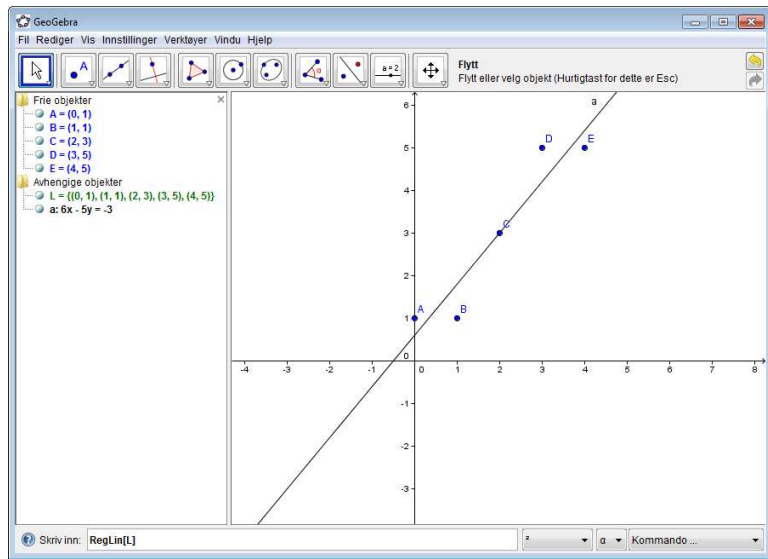 GeoGebra
Fil Rediger Vis Innstillinger Verktøyer Vindu Hjelp
A
α
a = 2
Flytt
Flytt eller velg objekt (Hurtigtast for dette er Esc)
Frie objekter
A = (0, 1)
B = (1, 1)
C = (2, 3)
D = (3, 5)
E = (4, 5)
Avhengige objekter
L = {(0, 1), (1, 1), (2, 3), (3, 5), (4, 5)}
a: 6x - 5y = -3
6
a
5
D
E
4
3
C
2
1
A
B
0
-4 -3 -2 -1 0 1 2 3 4 5 6 7 8
-1
-2
-3
Skriv inn: RegLin[L]
² α Kommando ...